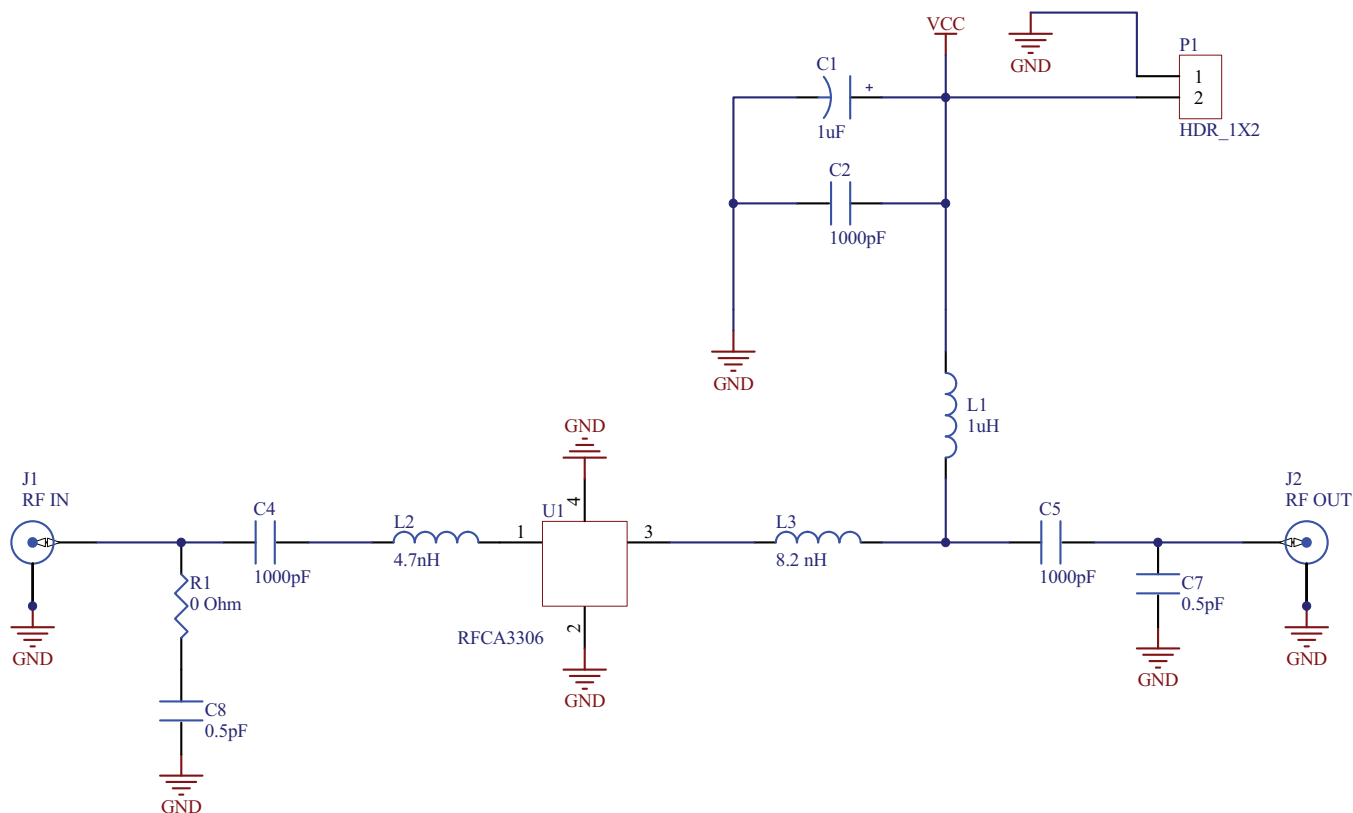 VCC
GND
P1
1
2
HDR_1X2
C1
+
1uF
C2
1000pF
GND
L1
1uH
GND
J1
RF IN
C4
1000pF
L2
4.7nH
U1
4
1
3
2
RFCA3306
GND
L3
8.2 nH
C5
1000pF
J2
RF OUT
C7
0.5pF
GND
GND
R1
0 Ohm
GND
C8
0.5pF
GND